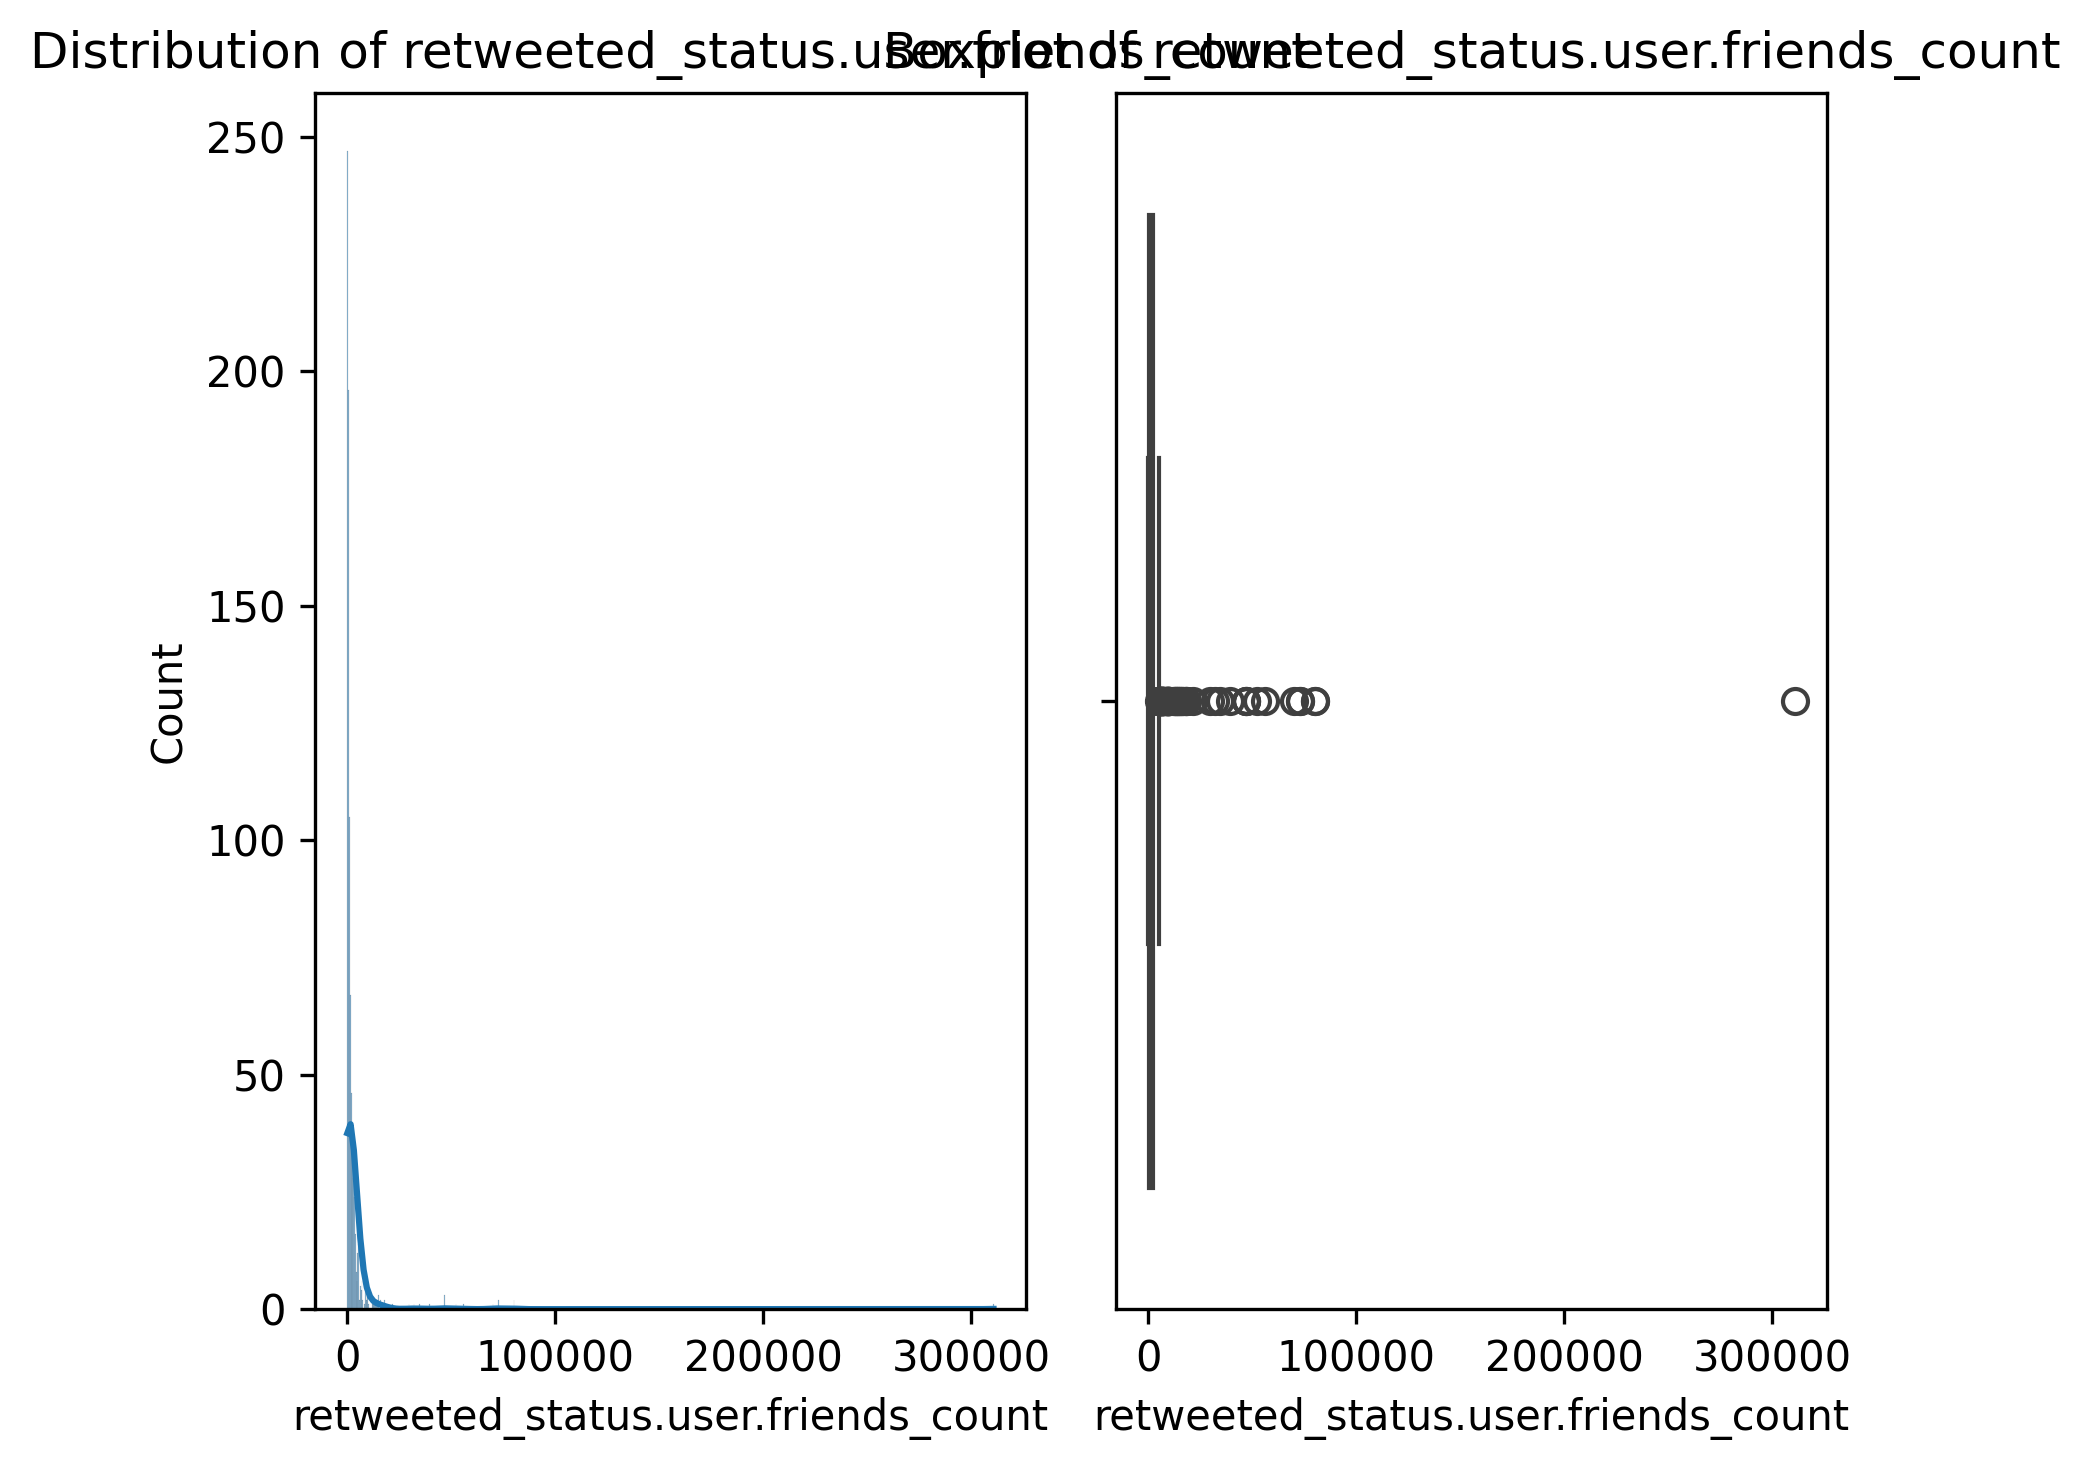 Distribution of retweeted_status.user.friends_count
Boxplot of retweeted_status.user.friends_count
250
200
150
100
50
0
Count
0 100000 200000 300000
retweeted_status.user.friends_count
0 100000 200000 300000
retweeted_status.user.friends_count